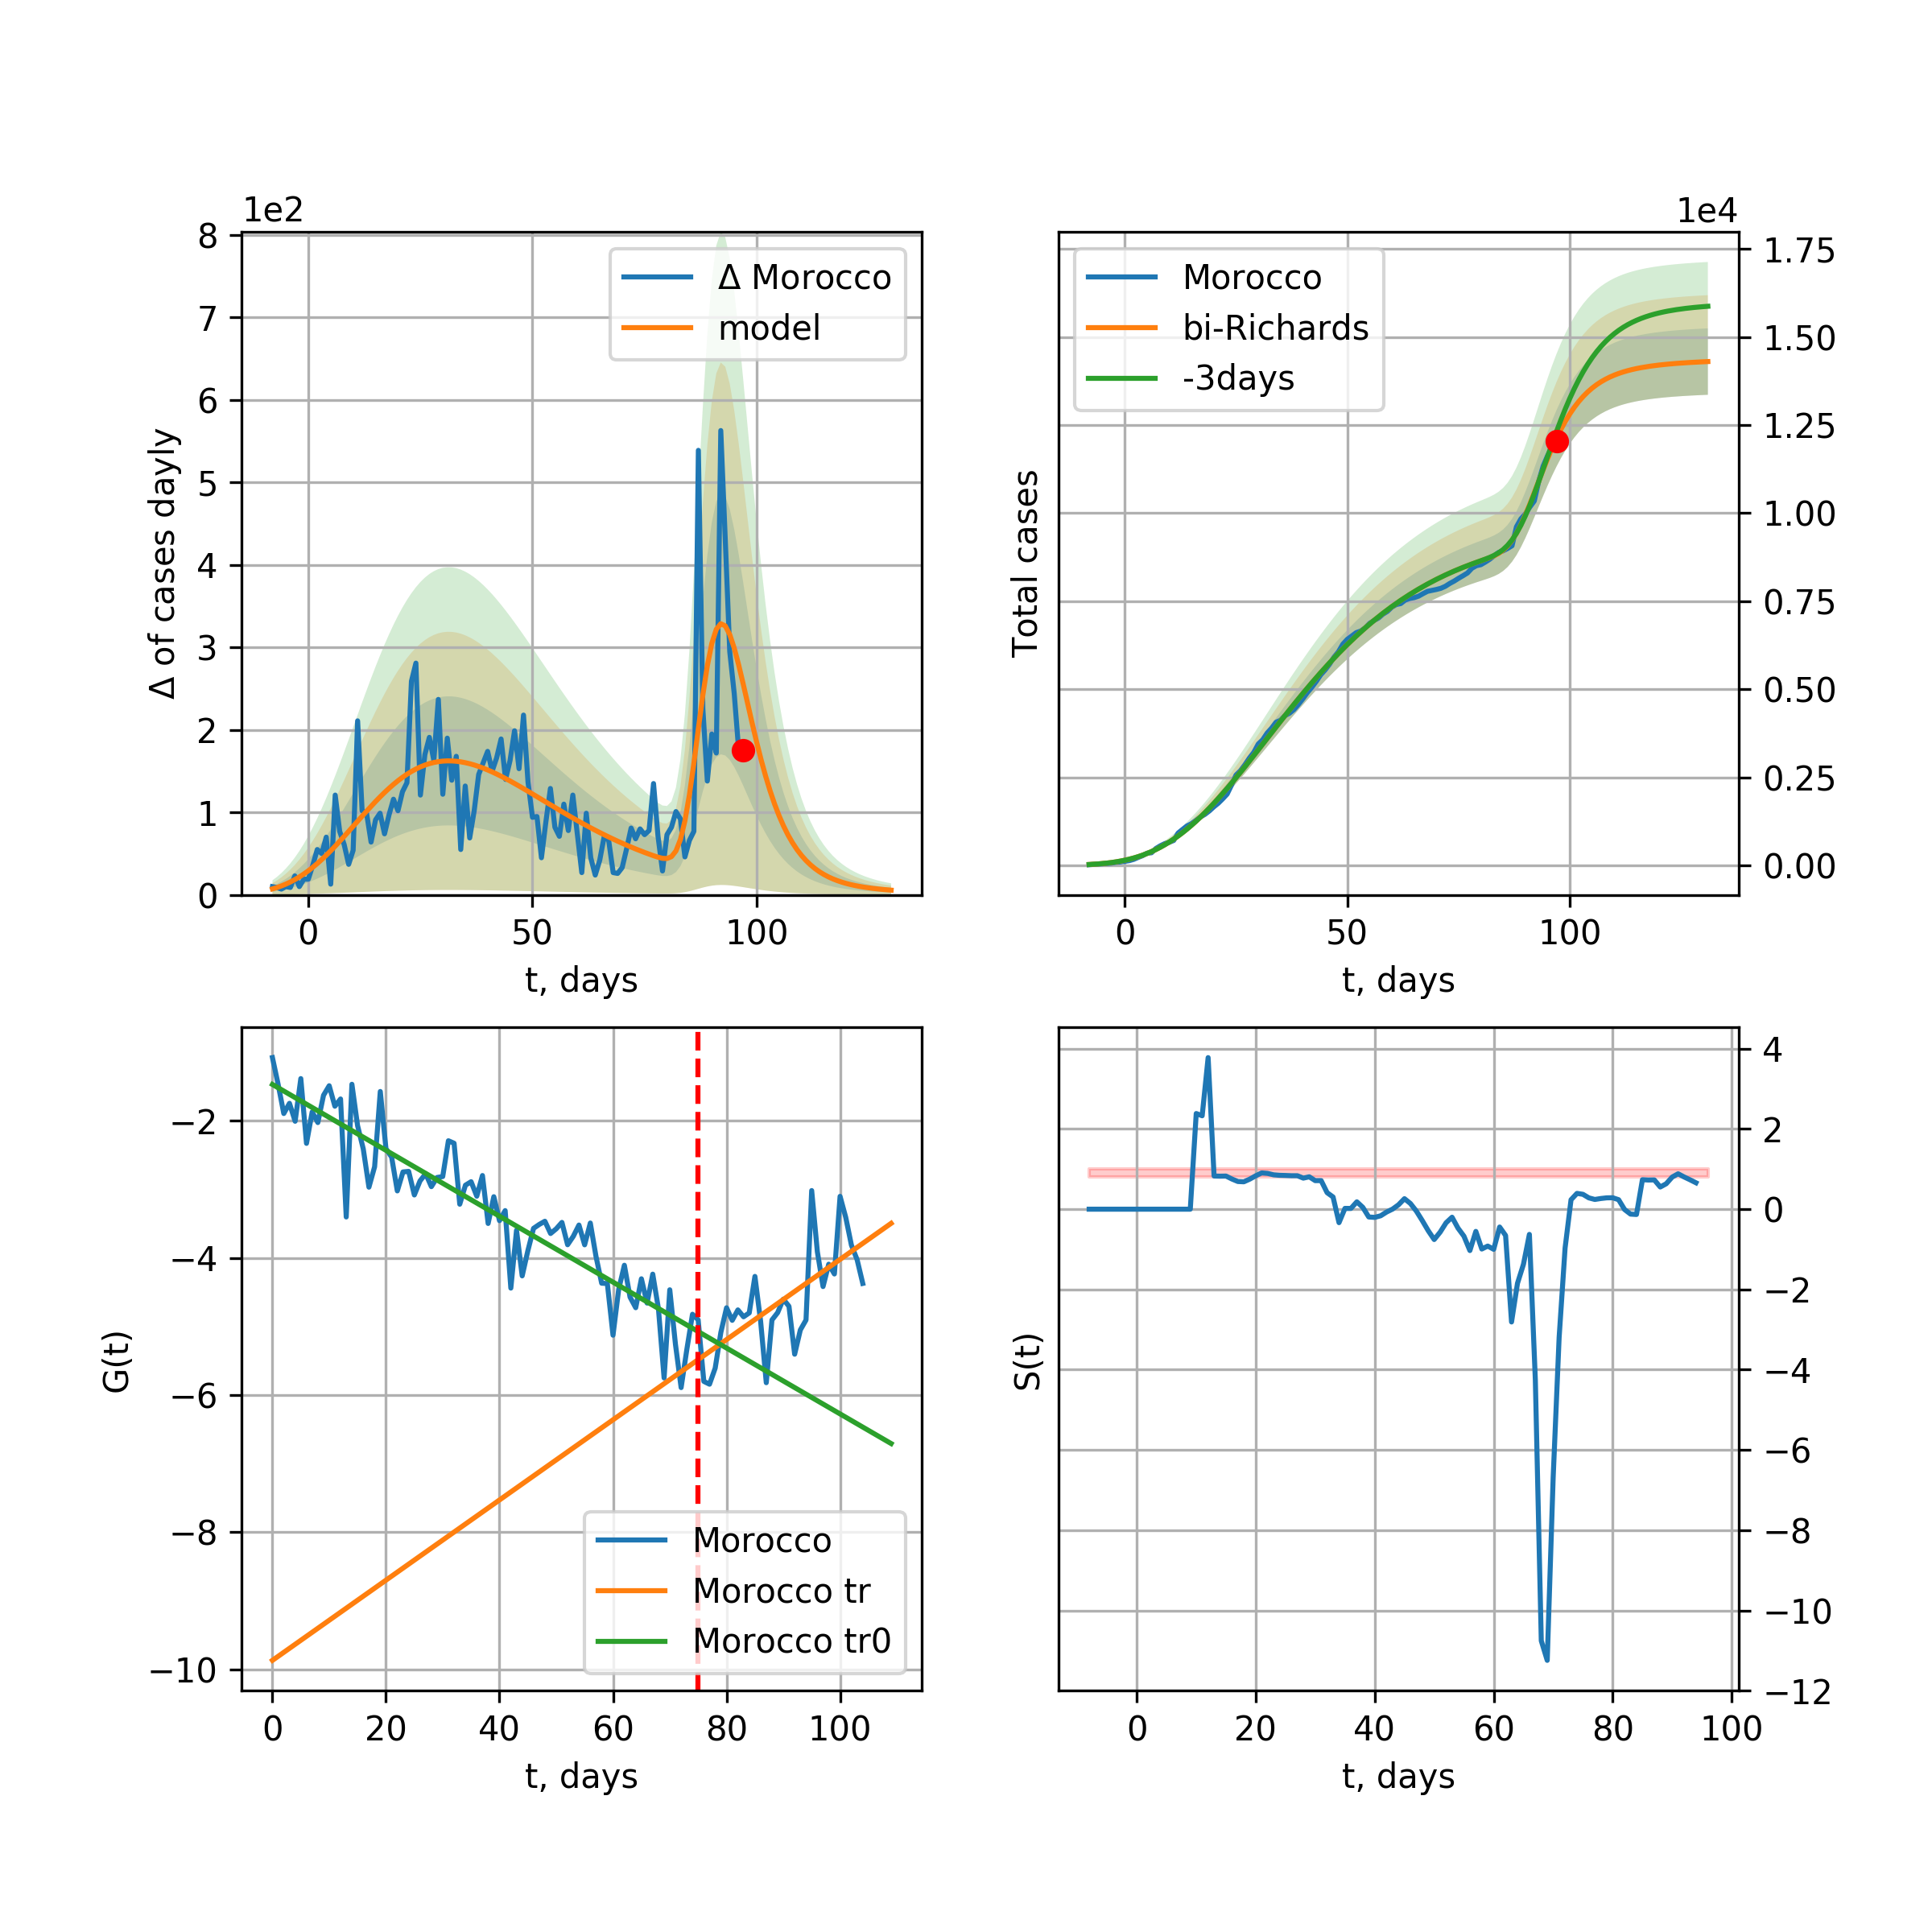 1e2
8
7
6
5
4
3
2
1
0
Δ of cases dayly
Δ Morocco
model
0 50 100
t, days
1e4
1.75
1.50
1.25
1.00
0.75
0.50
0.25
0.00
Total cases
Morocco
bi-Richards
-3days
0 50 100
t, days
−2
−4
−6
−8
−10
G(t)
Morocco
Morocco tr
Morocco tr0
0 20 40 60 80 100
t, days
4
2
0
−2
−4
−6
−8
−10
−12
S(t)
0 20 40 60 80 100
t, days